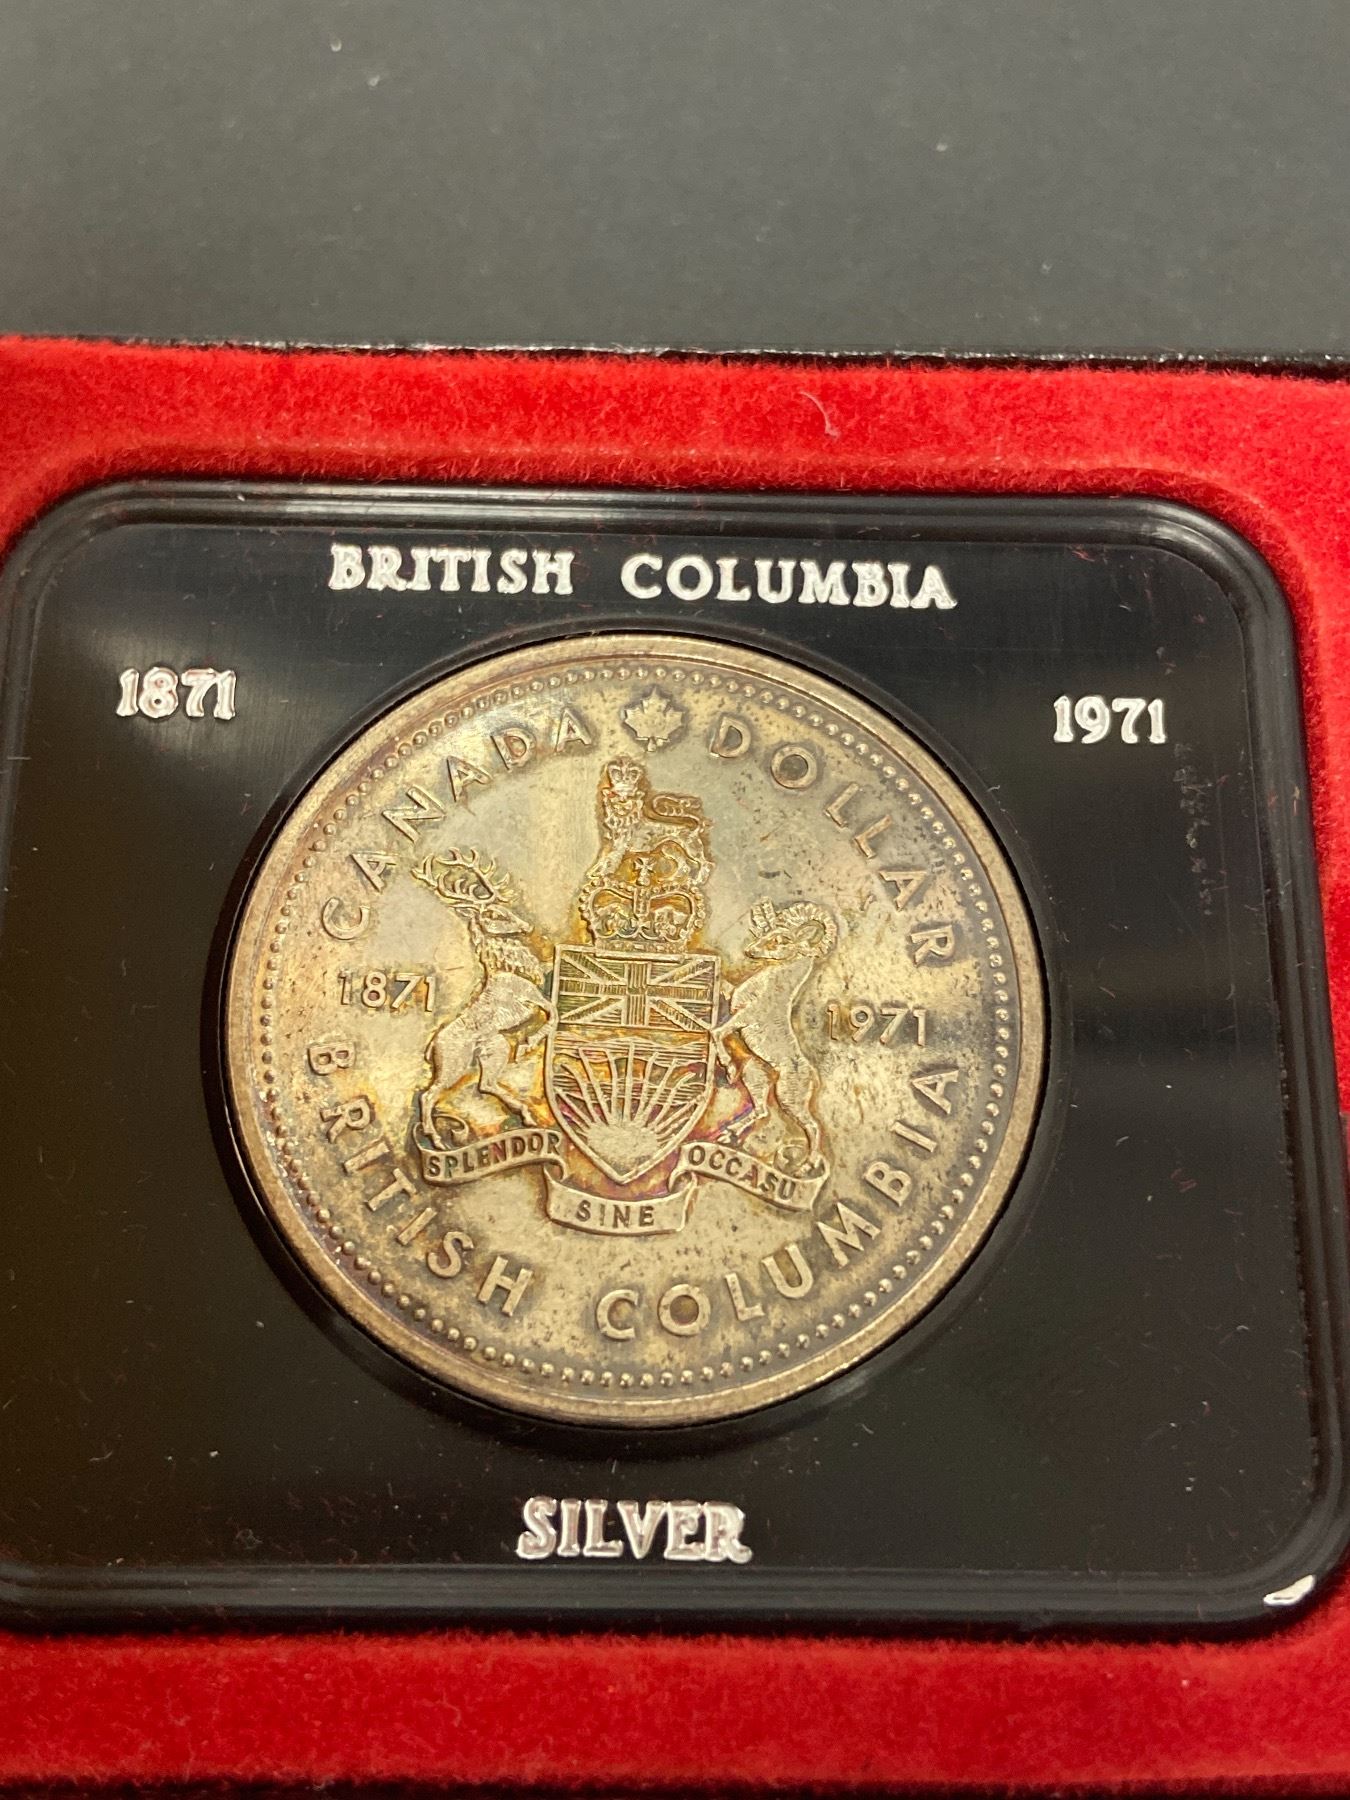 BRITISH COLUMBIA
1871
1971
CANADA DOLLAR
1871
1971
SPLENDOR SINE OCCASU
BRITISH COLUMBIA
SILVER